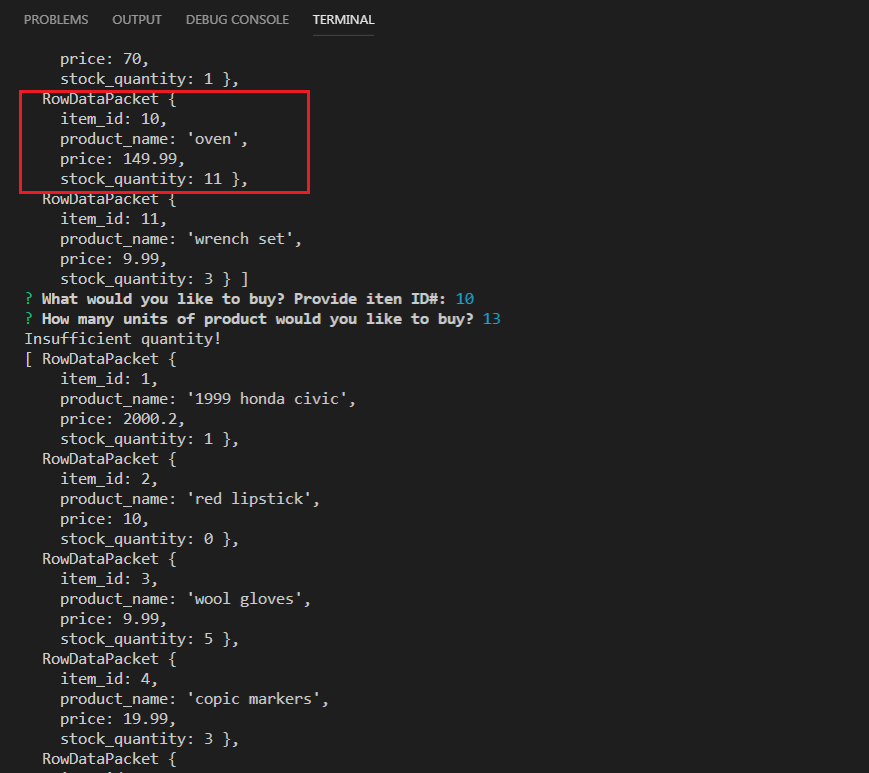 PROBLEMS OUTPUT DEBUG CONSOLE TERMINAL
price: 70,
stock_quantity: 1 },
RowDataPacket {
item_id: 10,
product_name: 'oven',
price: 149.99,
stock_quantity: 11 },
RowDataPacket {
item_id: 11,
product_name: 'wrench set',
price: 9.99,
stock_quantity: 3 } ]
? What would you like to buy? Provide iten ID#: 10
? How many units of product would you like to buy? 13
Insufficient quantity!
[ RowDataPacket {
item_id: 1,
product_name: '1999 honda civic',
price: 2000.2,
stock_quantity: 1 },
RowDataPacket {
item_id: 2,
product_name: 'red lipstick',
price: 10,
stock_quantity: 0 },
RowDataPacket {
item_id: 3,
product_name: 'wool gloves',
price: 9.99,
stock_quantity: 5 },
RowDataPacket {
item_id: 4,
product_name: 'copic markers',
price: 19.99,
stock_quantity: 3 },
RowDataPacket {